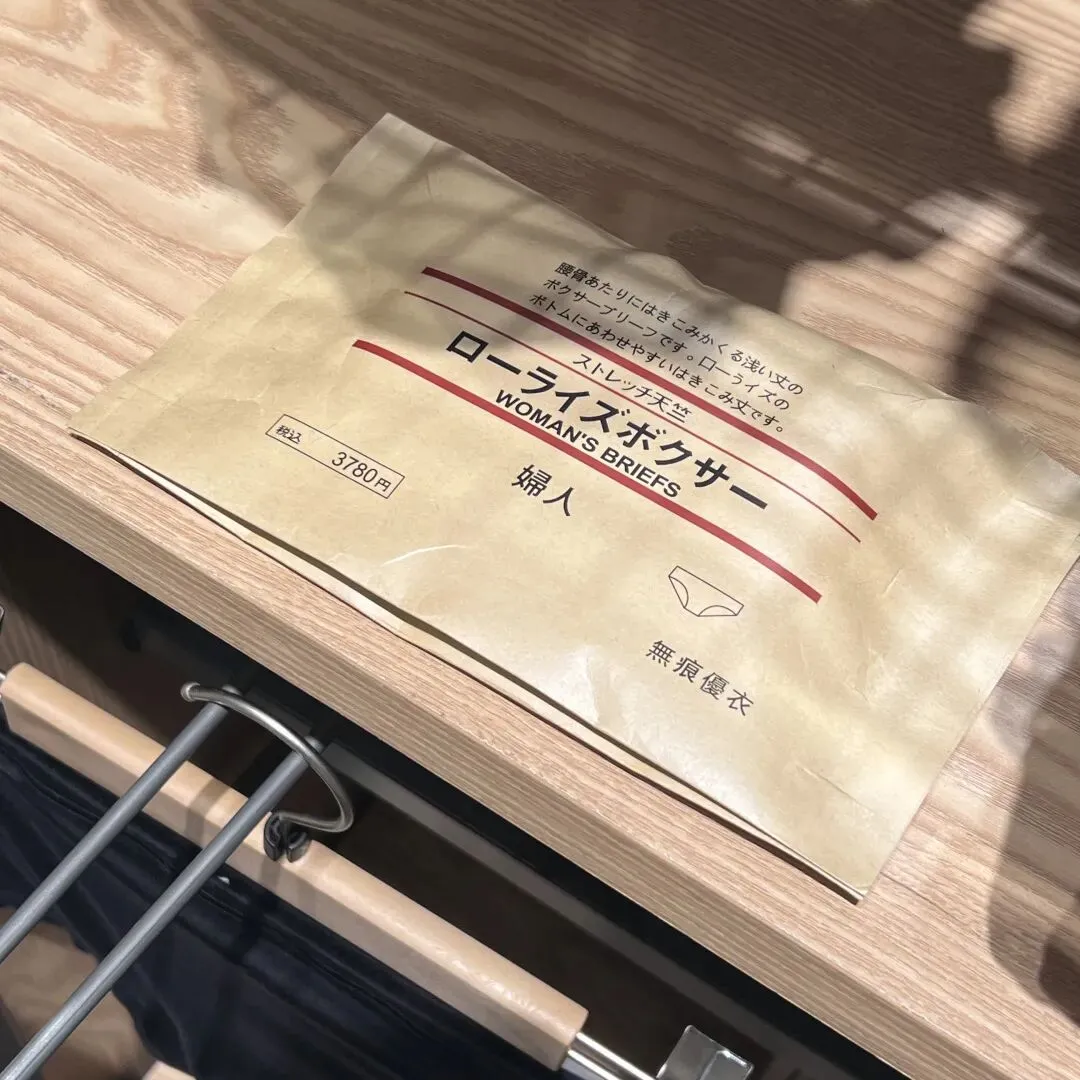 腰骨あたりにはきこみかくる浅い丈の
ボクサーブリーフです。ローライズの
ボトムにあわせやすいはきこみ丈です。
ストレッチ天竺
ローライズボクサー
WOMAN'S BRIEFS
婦人
税込 3780円
無痕優衣